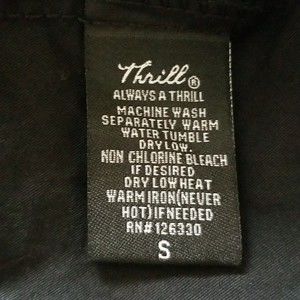 Thrill®
ALWAYS A THRILL
MACHINE WASH
SEPARATELY WARM
WATER TUMBLE
DRY LOW.
NON CHLORINE BLEACH
IF DESIRED
DRY LOW HEAT
WARM IRON(NEVER
HOT)IF NEEDED
RN#126330
S